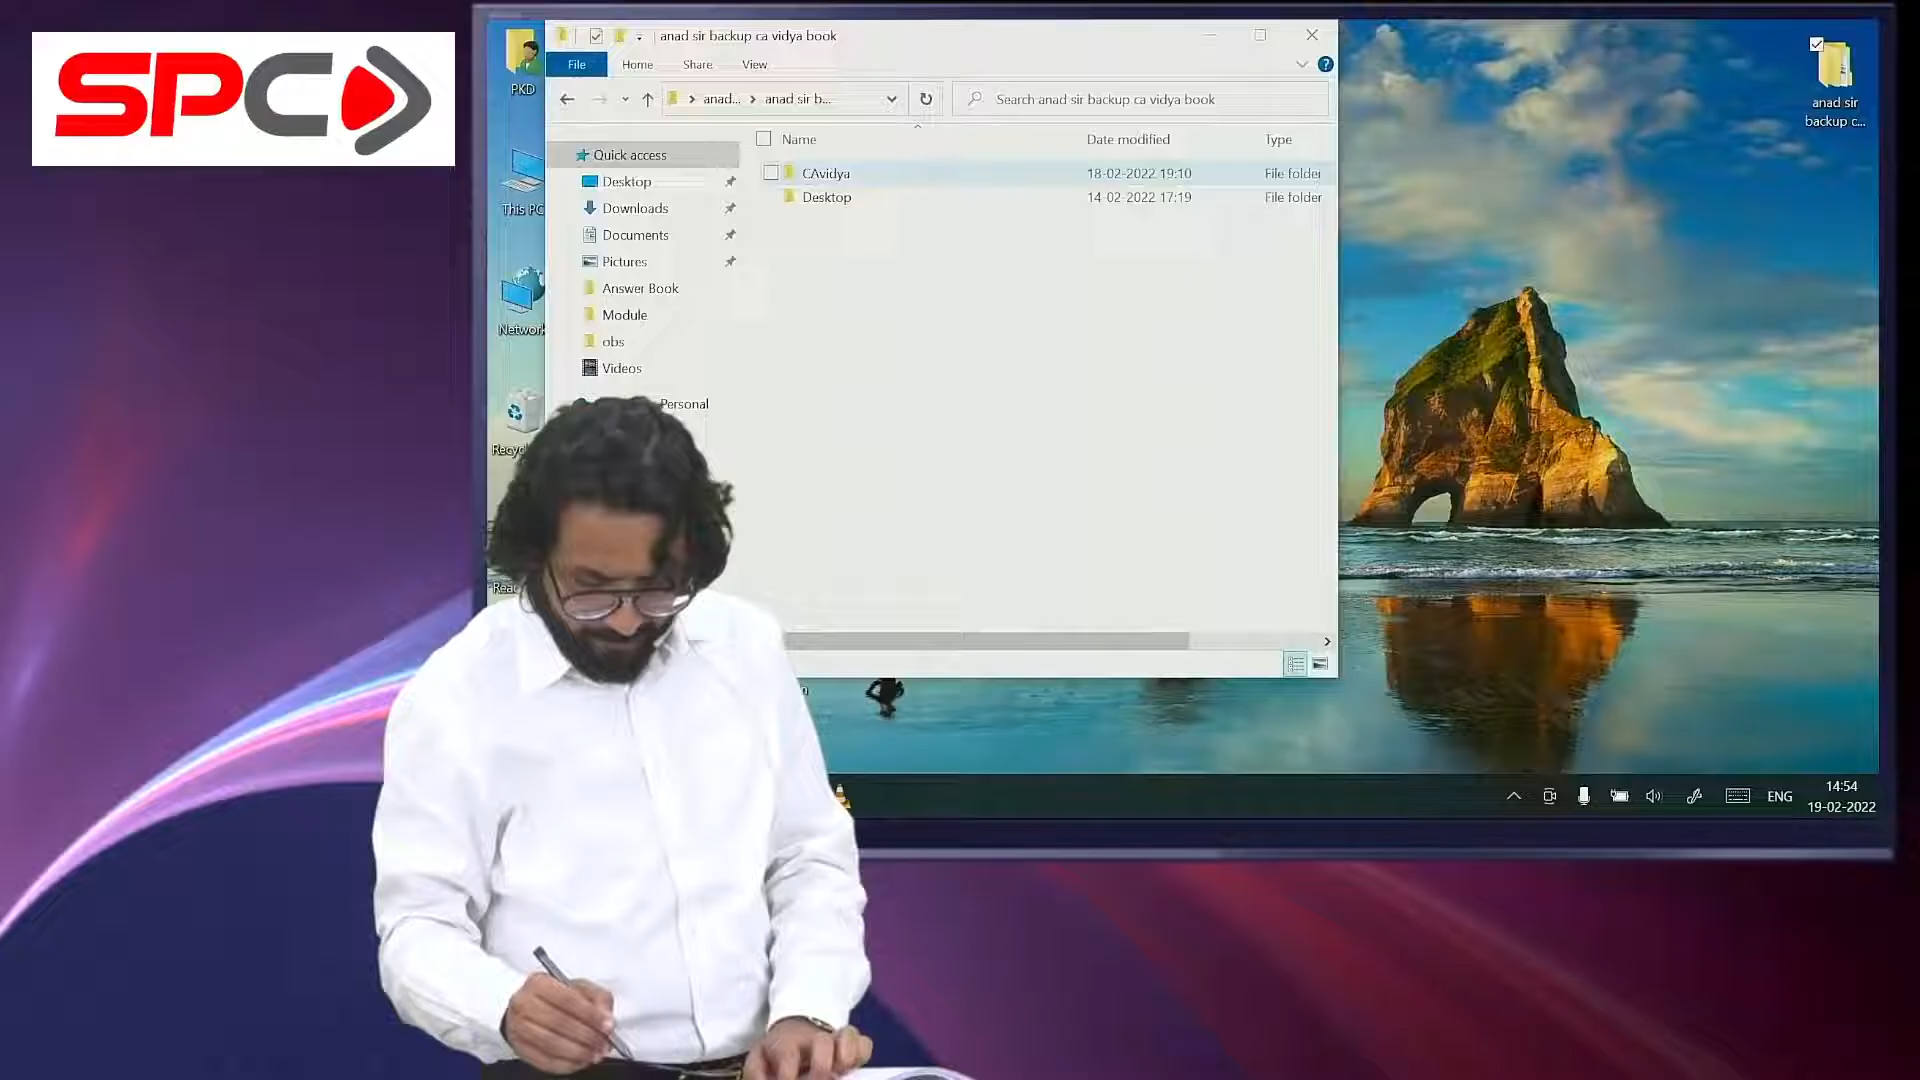 SPC
anad sir backup ca vidya book
File Home Share View
anad... anad sir b...
Search anad sir backup ca vidya book
Name Date modified Type
Quick access
Desktop
Downloads
Documents
Pictures
Answer Book
Module
obs
Videos
Personal
CAvidya 18-02-2022 19:10 File folder
Desktop 14-02-2022 17:19 File folder
PKD
This PC
Network
Recyc
Rea
anad sir
backup c...
ENG
14:54
19-02-2022